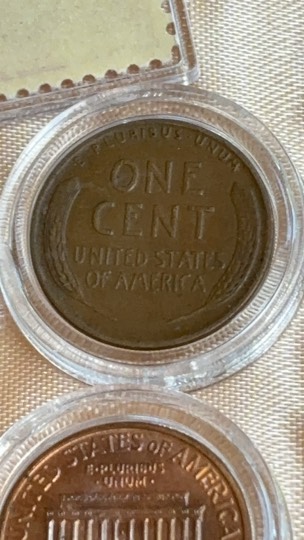 E·PLURIBUS·UNUM
ONE
CENT
UNITED STATES
OF AMERICA
UNITED STATES OF AMERICA
E·PLURIBUS
·UNUM·